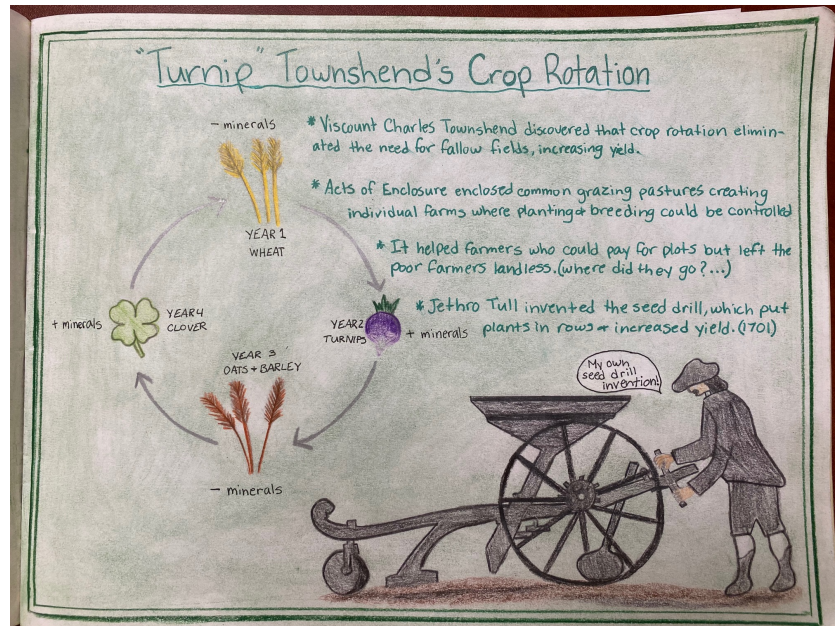 "Turnip" Townshend's Crop Rotation
- minerals
YEAR 1
WHEAT
YEAR 2
TURNIPS
+ minerals
YEAR 3
OATS + BARLEY
- minerals
YEAR 4
CLOVER
+ minerals
* Viscount Charles Townshend discovered that crop rotation elimin-
ated the need for fallow fields, increasing yield.
* Acts of Enclosure enclosed common grazing pastures creating
individual farms where planting + breeding could be controlled
* It helped farmers who could pay for plots but left the
poor farmers landless. (where did they go?...)
* Jethro Tull invented the seed drill, which put
plants in rows + increased yield. (1701)
My own
seed drill
invention!